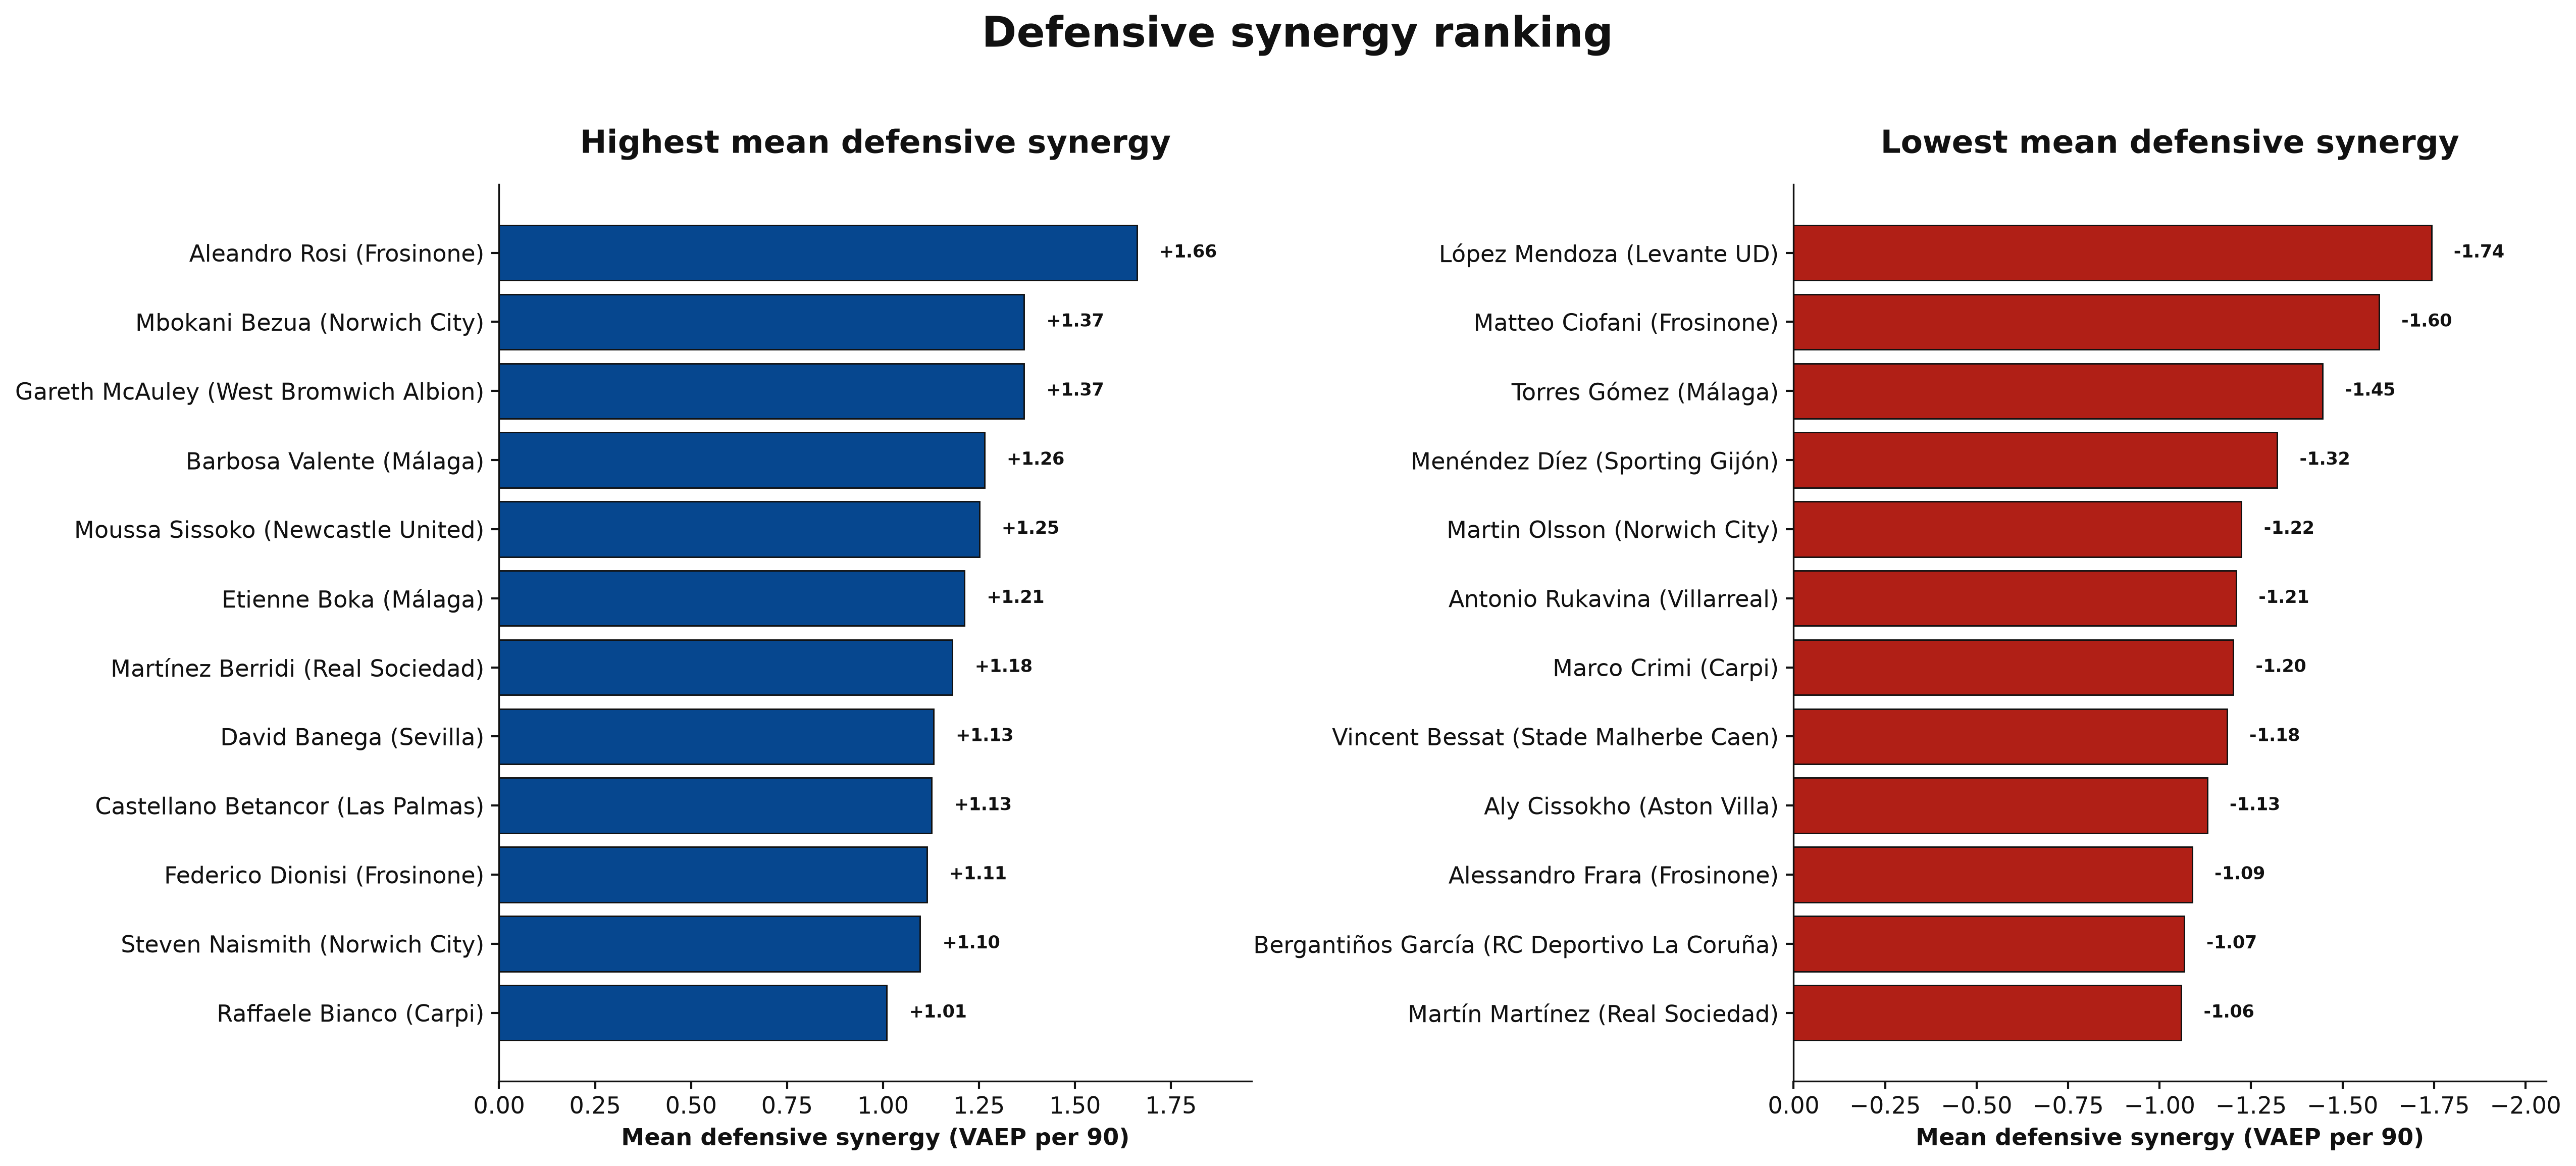 Defensive synergy ranking
Highest mean defensive synergy
Aleandro Rosi (Frosinone) +1.66
Mbokani Bezua (Norwich City) +1.37
Gareth McAuley (West Bromwich Albion) +1.37
Barbosa Valente (Málaga) +1.26
Moussa Sissoko (Newcastle United) +1.25
Etienne Boka (Málaga) +1.21
Martínez Berridi (Real Sociedad) +1.18
David Banega (Sevilla) +1.13
Castellano Betancor (Las Palmas) +1.13
Federico Dionisi (Frosinone) +1.11
Steven Naismith (Norwich City) +1.10
Raffaele Bianco (Carpi) +1.01
0.00 0.25 0.50 0.75 1.00 1.25 1.50 1.75
Mean defensive synergy (VAEP per 90)
Lowest mean defensive synergy
López Mendoza (Levante UD) -1.74
Matteo Ciofani (Frosinone) -1.60
Torres Gómez (Málaga) -1.45
Menéndez Díez (Sporting Gijón) -1.32
Martin Olsson (Norwich City) -1.22
Antonio Rukavina (Villarreal) -1.21
Marco Crimi (Carpi) -1.20
Vincent Bessat (Stade Malherbe Caen) -1.18
Aly Cissokho (Aston Villa) -1.13
Alessandro Frara (Frosinone) -1.09
Bergantiños García (RC Deportivo La Coruña) -1.07
Martín Martínez (Real Sociedad) -1.06
0.00 −0.25 −0.50 −0.75 −1.00 −1.25 −1.50 −1.75 −2.00
Mean defensive synergy (VAEP per 90)